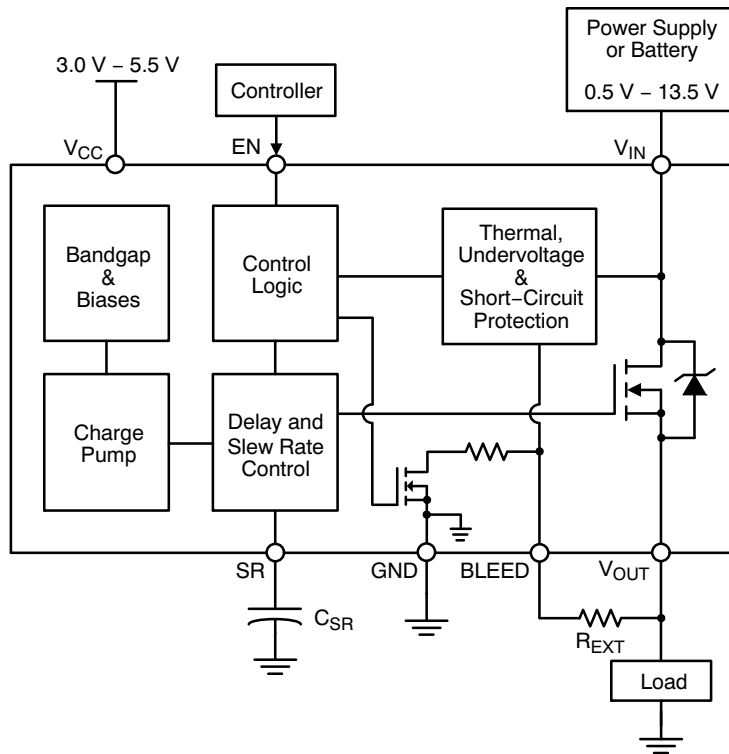 Power Supply
or Battery
0.5 V – 13.5 V
3.0 V – 5.5 V
Controller
VCC
EN
VIN
Bandgap
&
Biases
Control
Logic
Thermal,
Undervoltage
&
Short–Circuit
Protection
Charge
Pump
Delay and
Slew Rate
Control
SR
GND
BLEED
VOUT
CSR
REXT
Load